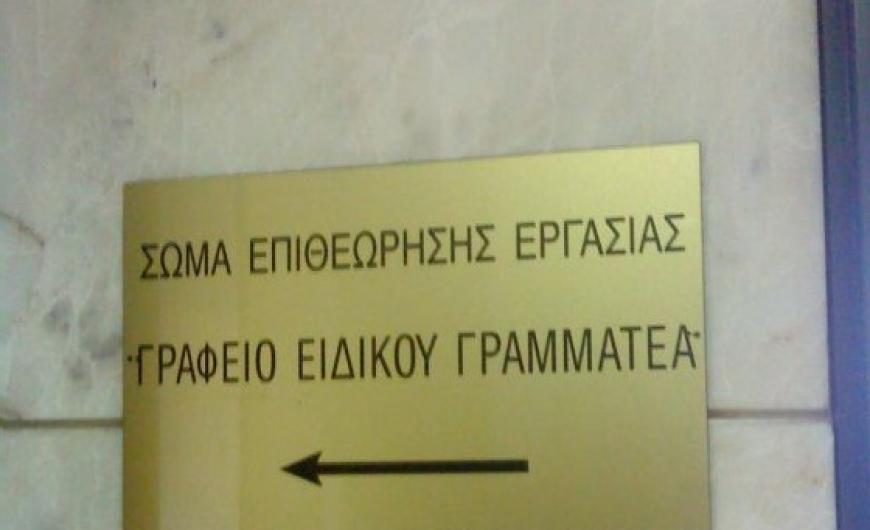 ΣΩΜΑ ΕΠΙΘΕΩΡΗΣΗΣ ΕΡΓΑΣΙΑΣ
ΓΡΑΦΕΙΟ ΕΙΔΙΚΟΥ ΓΡΑΜΜΑΤΕΑ